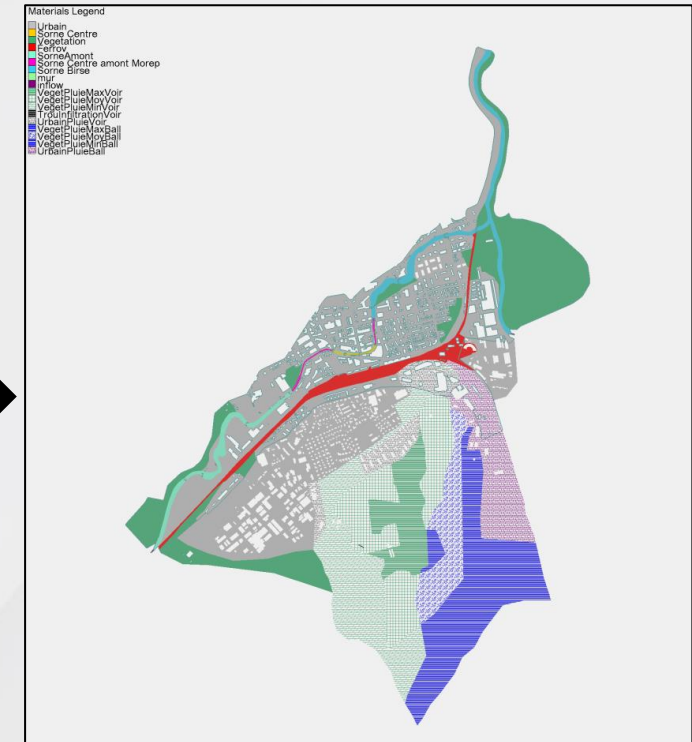 Materials Legend
Urbain
Sorne Centre
Vegetation
Ferrov
SorneAmont
Sorne Centre amont Morep
Sorne Birse
mur
inflow
VegetPluieMaxVoir
VegetPluieMoyVoir
VegetPluieMinVoir
TrouInfiltrationVoir
UrbainPluieVoir
VegetPluieMaxBall
VegetPluieMoyBall
VegetPluieMinBall
UrbainPluieBall